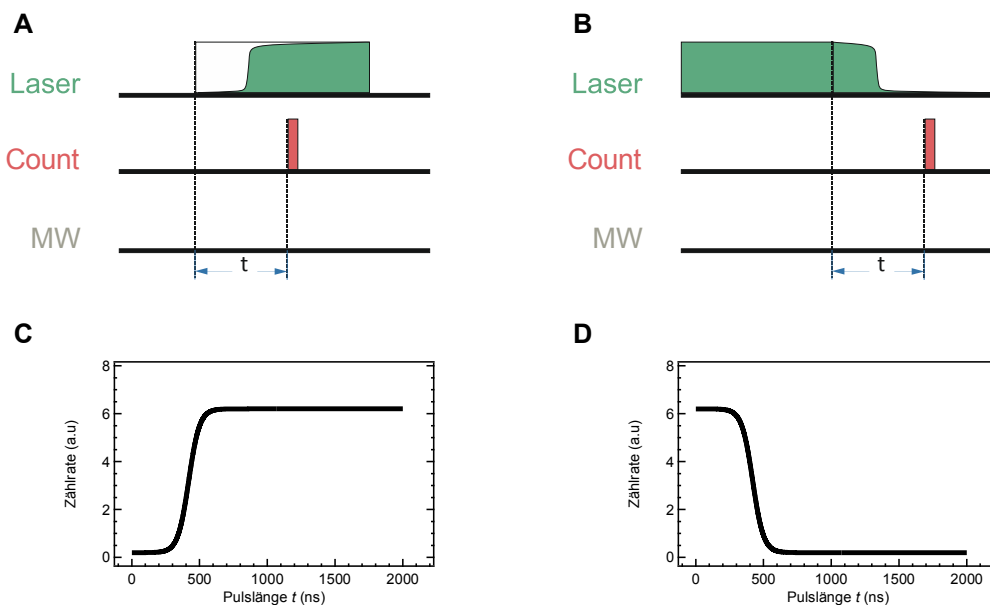 A
Laser
Count
MW
t
B
Laser
Count
MW
t
C
Zählrate (a.u)
8
6
4
2
0
0 500 1000 1500 2000
Pulslänge t (ns)
D
Zählrate (a.u)
8
6
4
2
0
0 500 1000 1500 2000
Pulslänge t (ns)